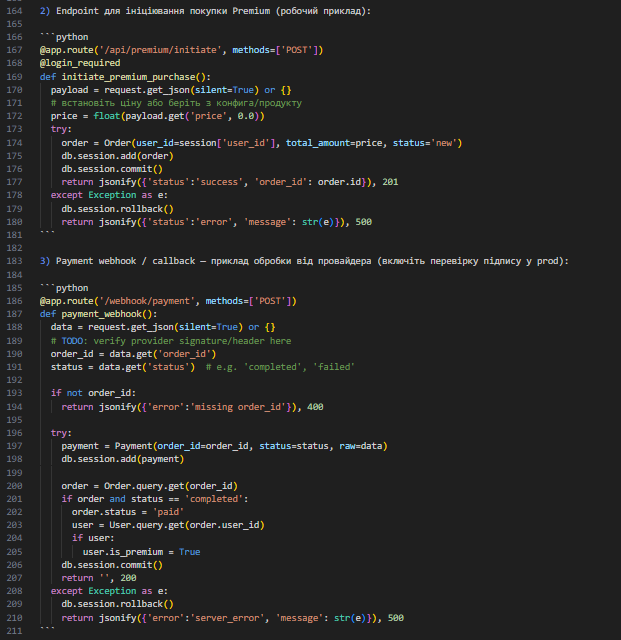 164 2) Endpoint для ініціювання покупки Premium (робочий приклад):
165
166 ```python
167 @app.route('/api/premium/initiate', methods=['POST'])
168 @login_required
169 def initiate_premium_purchase():
170   payload = request.get_json(silent=True) or {}
171   # встановіть ціну або беріть з конфига/продукту
172   price = float(payload.get('price', 0.0))
173   try:
174     order = Order(user_id=session['user_id'], total_amount=price, status='new')
175     db.session.add(order)
176     db.session.commit()
177     return jsonify({'status':'success', 'order_id': order.id}), 201
178   except Exception as e:
179     db.session.rollback()
180     return jsonify({'status':'error', 'message': str(e)}), 500
181 ```
182
183 3) Payment webhook / callback — приклад обробки від провайдера (включіть перевірку підпису у prod):
184
185 ```python
186 @app.route('/webhook/payment', methods=['POST'])
187 def payment_webhook():
188   data = request.get_json(silent=True) or {}
189   # TODO: verify provider signature/header here
190   order_id = data.get('order_id')
191   status = data.get('status')  # e.g. 'completed', 'failed'
192
193   if not order_id:
194     return jsonify({'error':'missing order_id'}), 400
195
196   try:
197     payment = Payment(order_id=order_id, status=status, raw=data)
198     db.session.add(payment)
199
200     order = Order.query.get(order_id)
201     if order and status == 'completed':
202       order.status = 'paid'
203       user = User.query.get(order.user_id)
204       if user:
205         user.is_premium = True
206     db.session.commit()
207     return '', 200
208   except Exception as e:
209     db.session.rollback()
210     return jsonify({'error':'server_error', 'message': str(e)}), 500
211 ```